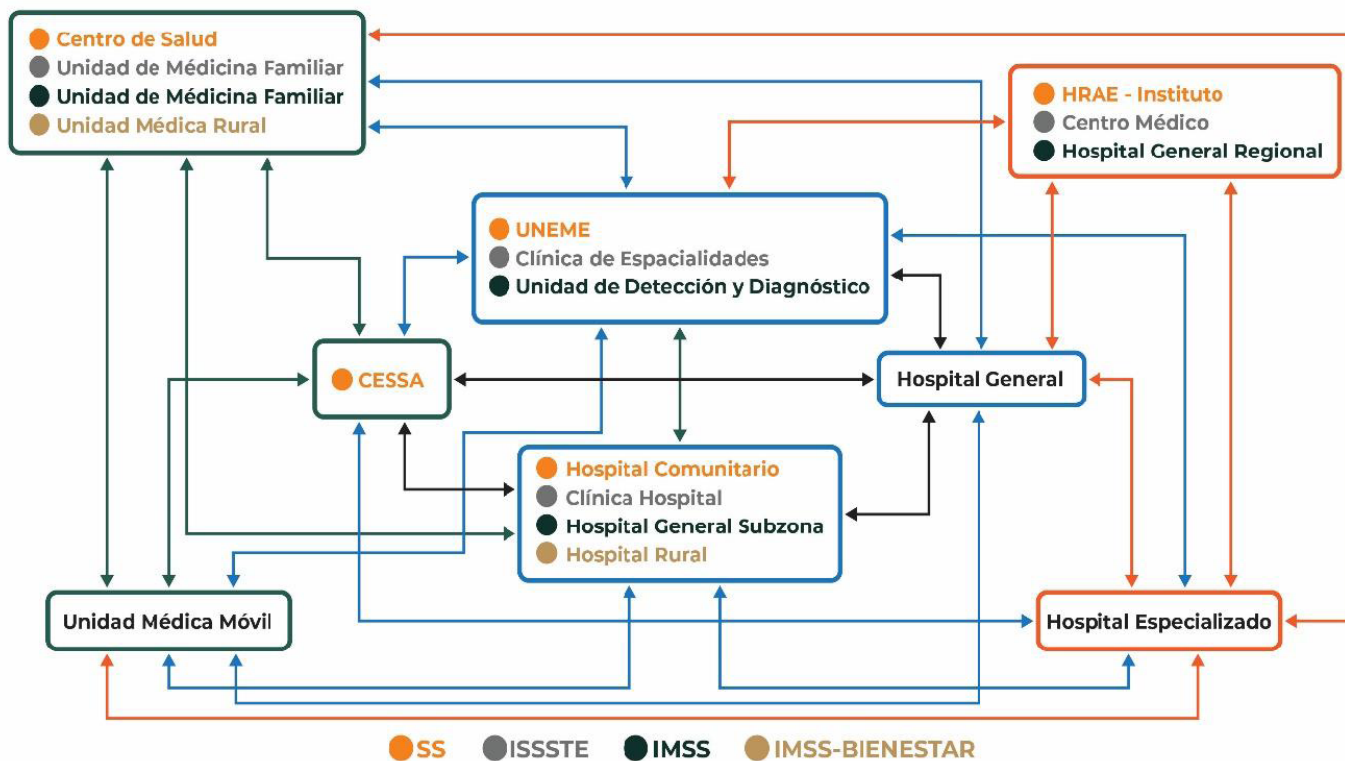 Centro de Salud
Unidad de Médicina Familiar
Unidad de Médicina Familiar
Unidad Médica Rural
HRAE - Instituto
Centro Médico
Hospital General Regional
UNEME
Clínica de Espacialidades
Unidad de Detección y Diagnóstico
CESSA
Hospital General
Hospital Comunitario
Clínica Hospital
Hospital General Subzona
Hospital Rural
Unidad Médica Móvil
Hospital Especializado
SS ISSSTE IMSS IMSS-BIENESTAR